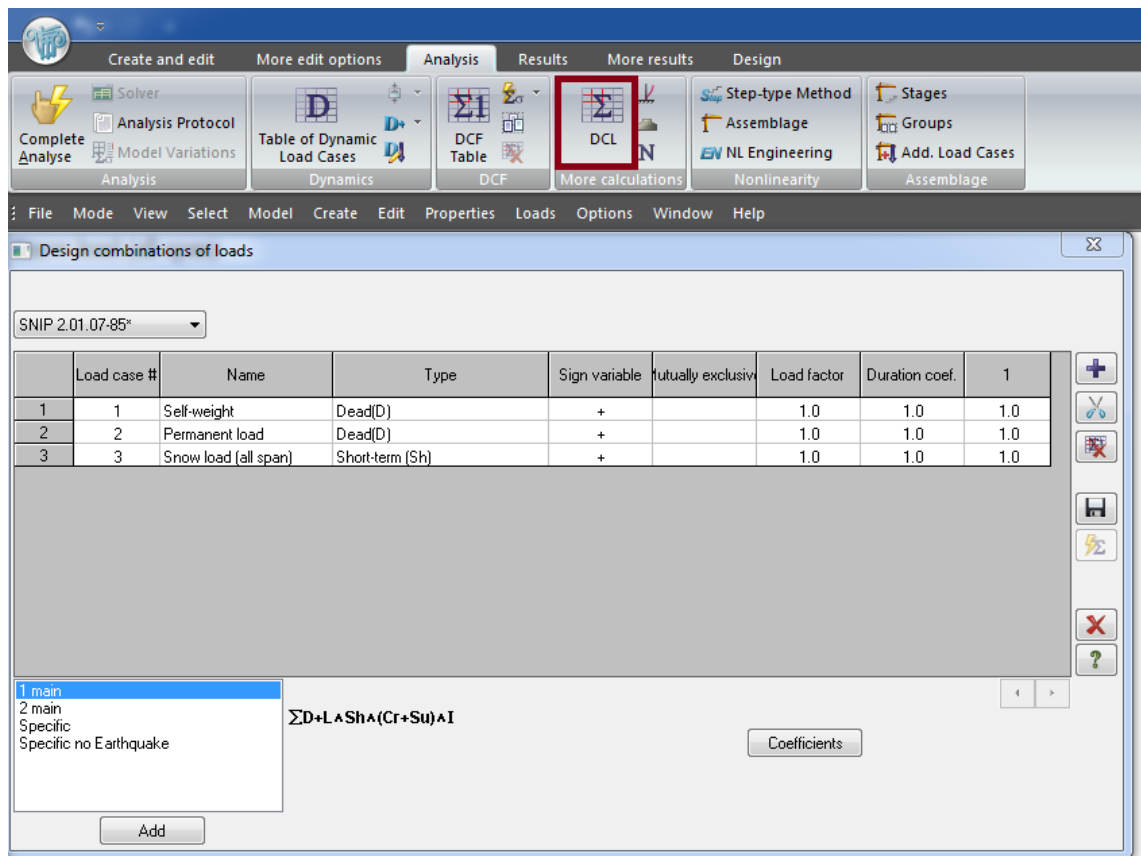 Create and edit More edit options Analysis Results More results Design
Complete Analyse
Solver
Analysis Protocol
Model Variations
Analysis
Table of Dynamic Load Cases
D
Dynamics
Σ1
DCF Table
DCF
Σ
DCL
N
More calculations
Step-type Method
Assemblage
EN NL Engineering
Nonlinearity
Stages
Groups
Add. Load Cases
Assemblage
File Mode View Select Model Create Edit Properties Loads Options Window Help
Design combinations of loads
SNIP 2.01.07-85*
Load case # Name Type Sign variable Mutually exclusive Load factor Duration coef. 1
1 1 Self-weight Dead(D) + 1.0 1.0 1.0
2 2 Permanent load Dead(D) + 1.0 1.0 1.0
3 3 Snow load (all span) Short-term (Sh) + 1.0 1.0 1.0
1 main
2 main
Specific
Specific no Earthquake
ΣD+L∧Sh∧(Cr+Su)∧I
Coefficients
Add